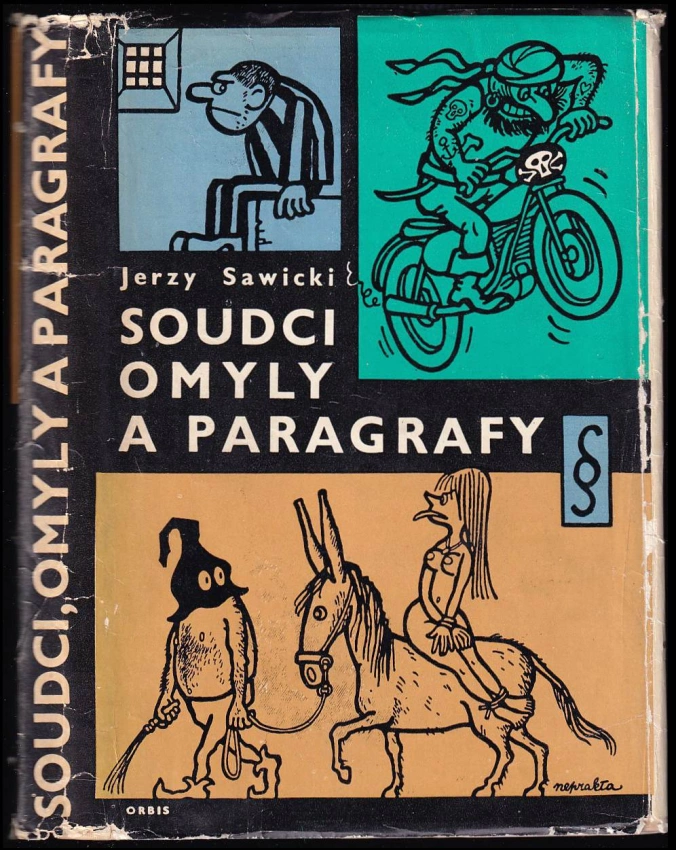 SOUDCI, OMYLY A PARAGRAFY
Jerzy Sawicki
SOUDCI
OMYLY
A PARAGRAFY
§
neprakta
ORBIS